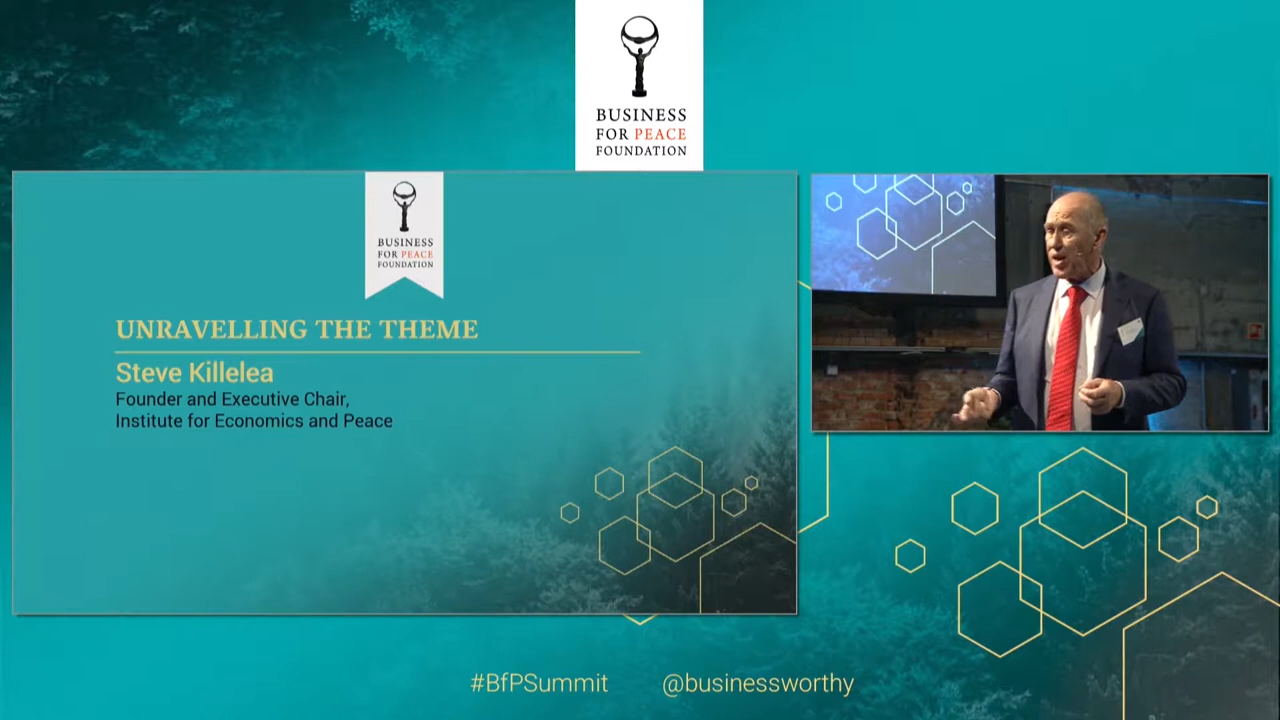 BUSINESS
FOR PEACE
FOUNDATION
BUSINESS
FOR PEACE
FOUNDATION
UNRAVELLING THE THEME
Steve Killelea
Founder and Executive Chair,
Institute for Economics and Peace
#BfPSummit @businessworthy